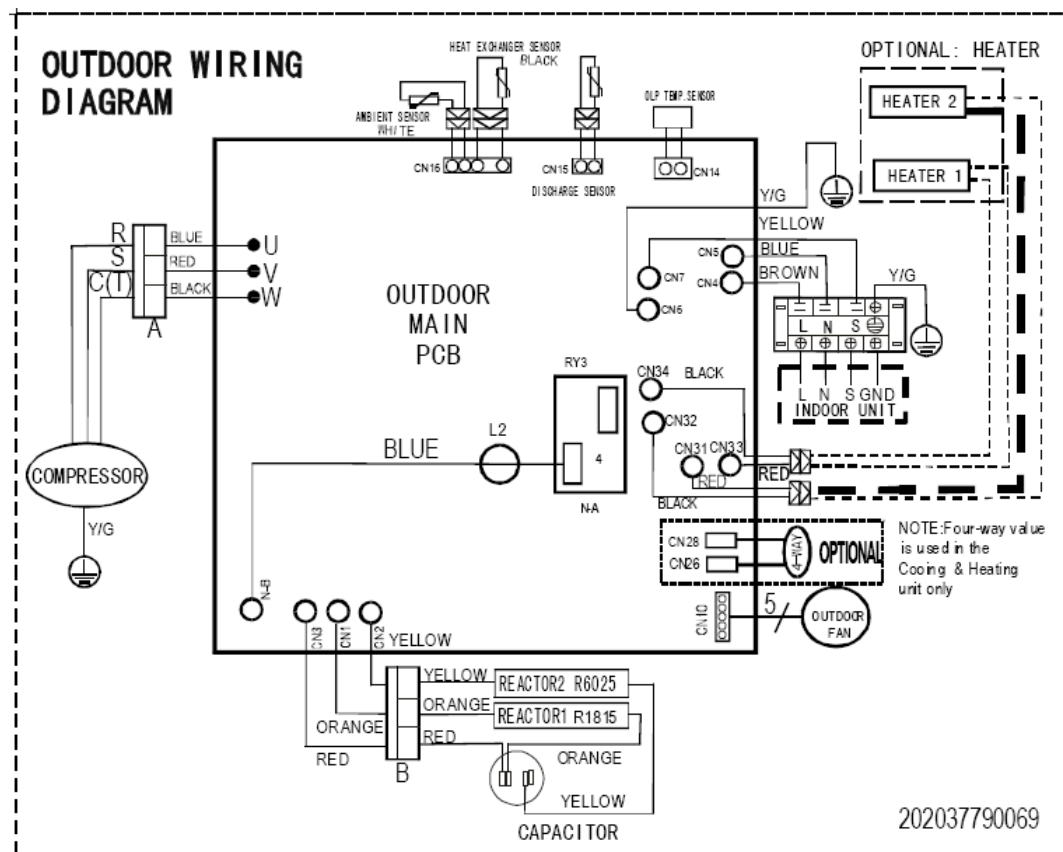 OUTDOOR WIRING
DIAGRAM
HEAT EXCHANGER SENSOR
BLACK
AMBIENT SENSOR
WHITE
CN16
CN15
DISCHARGE SENSOR
OLP TEMP.SENSOR
CN14
OPTIONAL: HEATER
HEATER 2
HEATER 1
Y/G
YELLOW
BLUE
BROWN
CN5
CN7
CN4
CN6
Y/G
L N S
L N S GND
INDOOR UNIT
R
S
C(T)
BLUE
RED
BLACK
U
V
W
A
OUTDOOR
MAIN
PCB
RY3
4
N-A
L2
BLUE
CN34
BLACK
CN32
CN31
CN33
RED
RED
BLACK
COMPRESSOR
Y/G
CN28
CN26
4-WAY
OPTIONAL
NOTE:Four-way value
is used in the
Cooing & Heating
unit only
CN10
5
OUTDOOR
FAN
N-B
CN3
CN1
CN2
YELLOW
YELLOW
REACTOR2 R6025
ORANGE
REACTOR1 R1815
ORANGE
RED
RED
B
ORANGE
YELLOW
CAPACITOR
202037790069